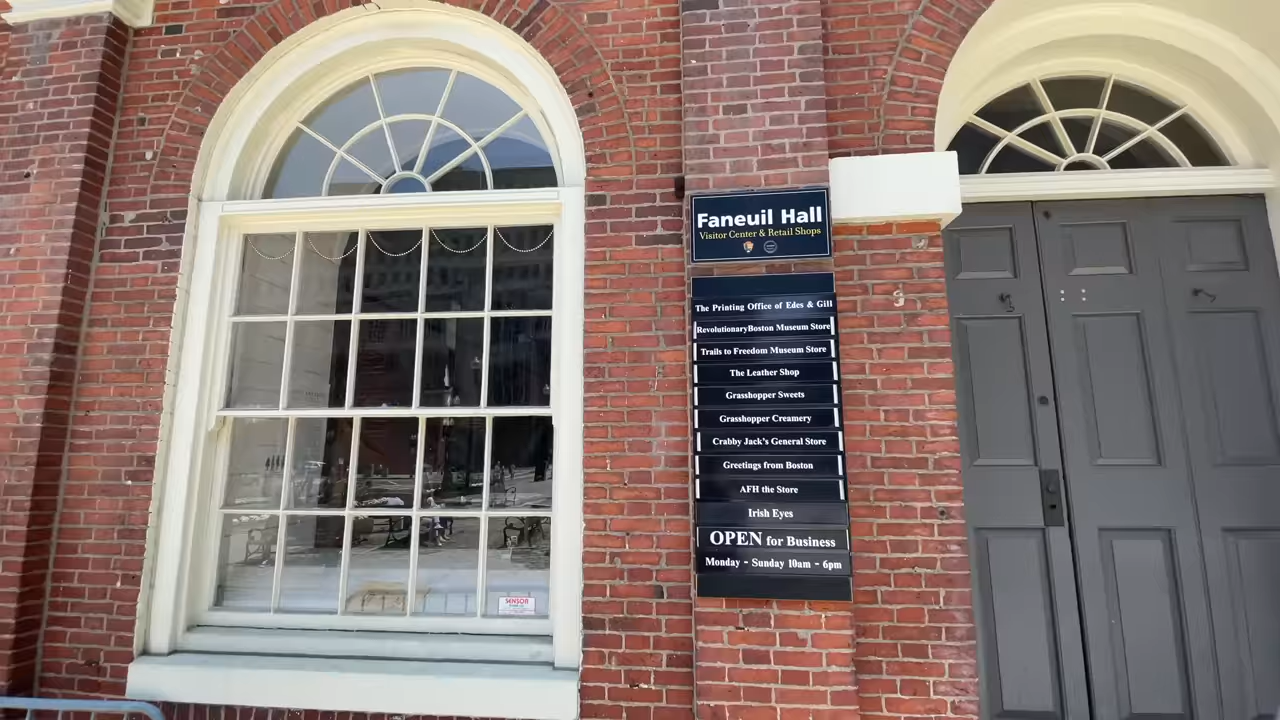 Faneuil Hall
Visitor Center & Retail Shops
The Printing Office of Edes & Gill
RevolutionaryBoston Museum Store
Trails to Freedom Museum Store
The Leather Shop
Grasshopper Sweets
Grasshopper Creamery
Crabby Jack's General Store
Greetings from Boston
AFH the Store
Irish Eyes
OPEN for Business
Monday - Sunday 10am - 6pm
SENSOR